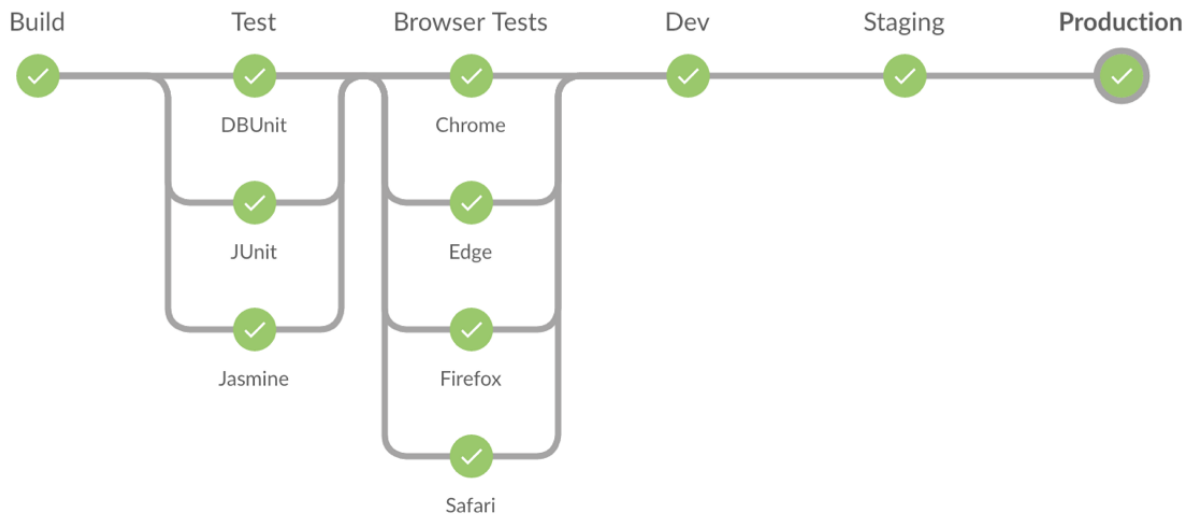 Build
Test
Browser Tests
Dev
Staging
Production
DBUnit
Chrome
JUnit
Edge
Jasmine
Firefox
Safari